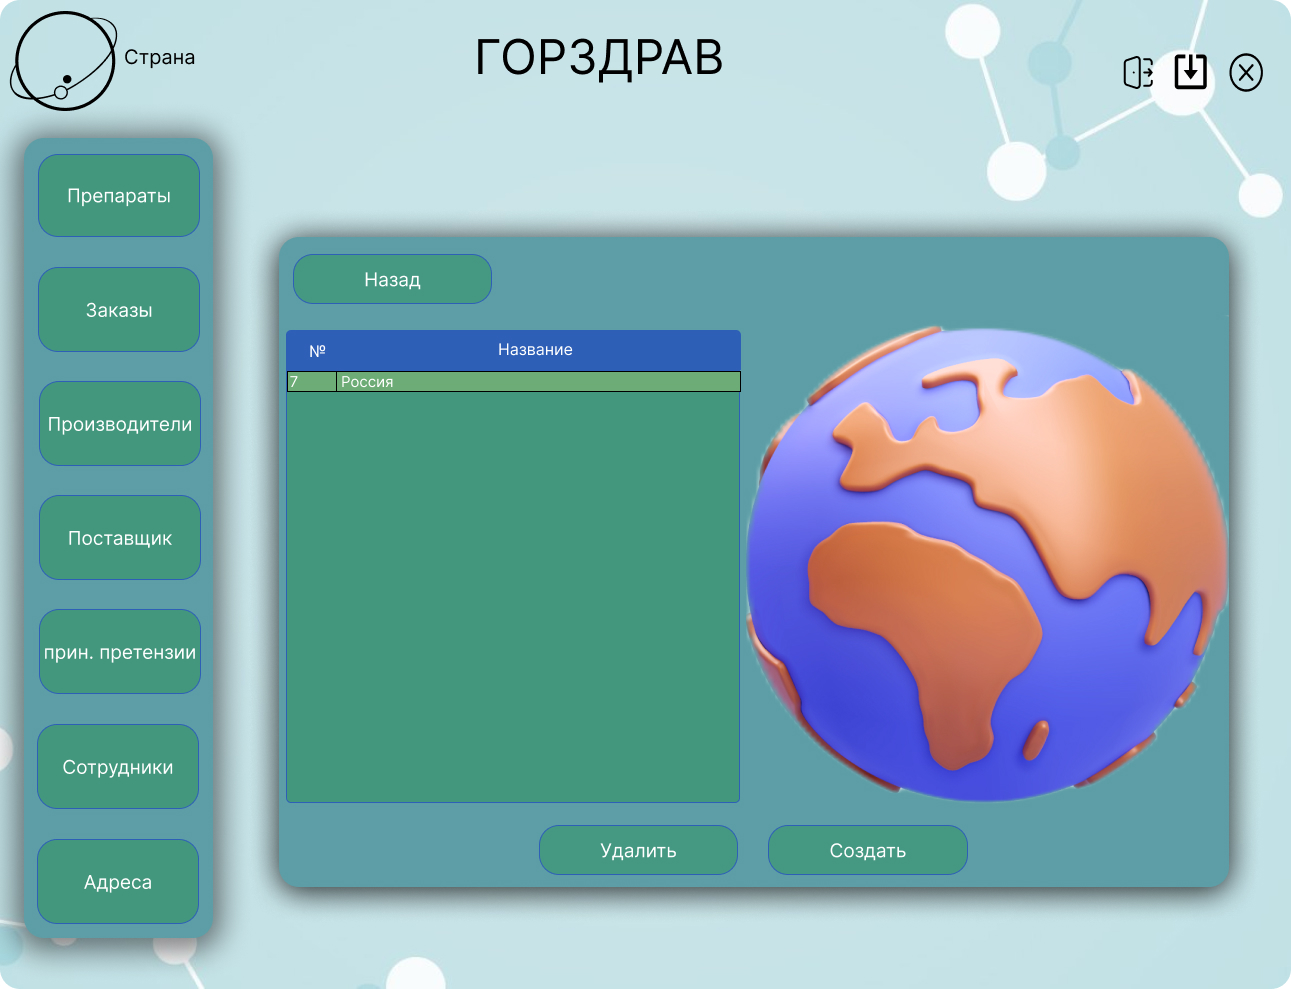 Страна
ГОРЗДРАВ
Препараты
Заказы
Производители
Поставщик
прин. претензии
Сотрудники
Адреса
Назад
№ Название
7 Россия
Удалить
Создать